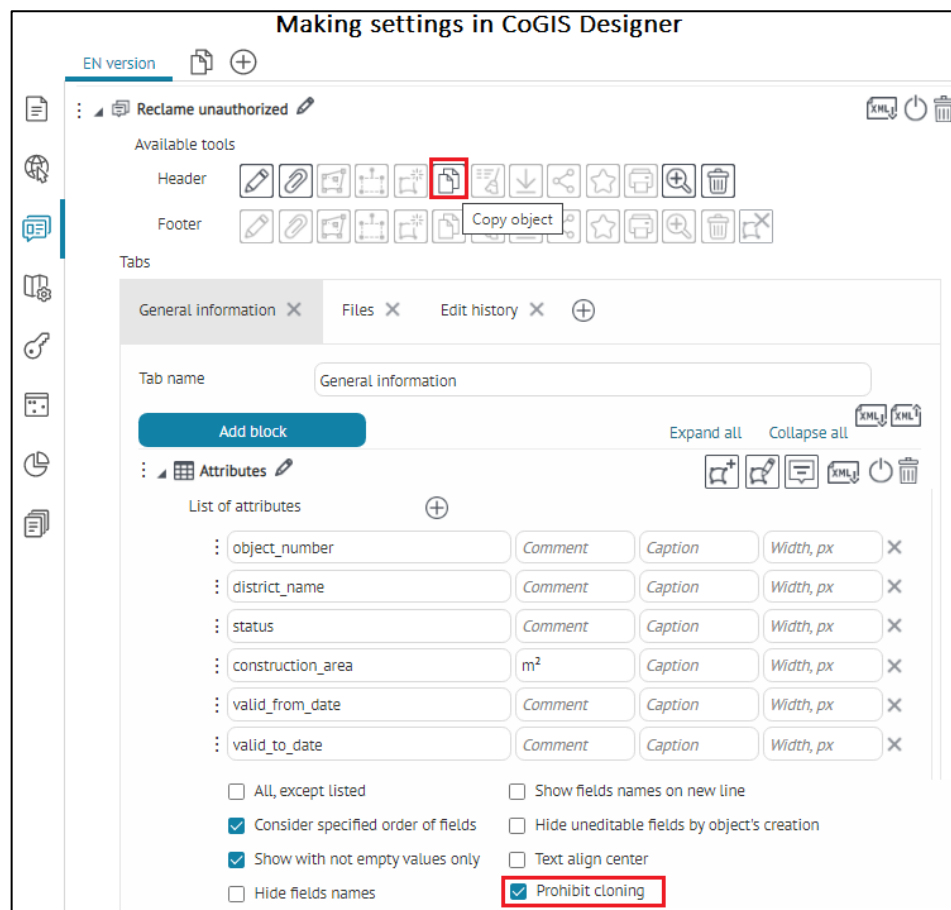 Making settings in CoGIS Designer
EN version
Reclame unauthorized
XML
Available tools
Header
Copy object
Footer
Tabs
General information
Files
Edit history
Tab name
General information
Add block
Expand all
Collapse all
XML XML
Attributes
XML
List of attributes
object_number Comment Caption Width, px
district_name Comment Caption Width, px
status Comment Caption Width, px
construction_area m² Caption Width, px
valid_from_date Comment Caption Width, px
valid_to_date Comment Caption Width, px
All, except listed Show fields names on new line
Consider specified order of fields Hide uneditable fields by object's creation
Show with not empty values only Text align center
Hide fields names Prohibit cloning